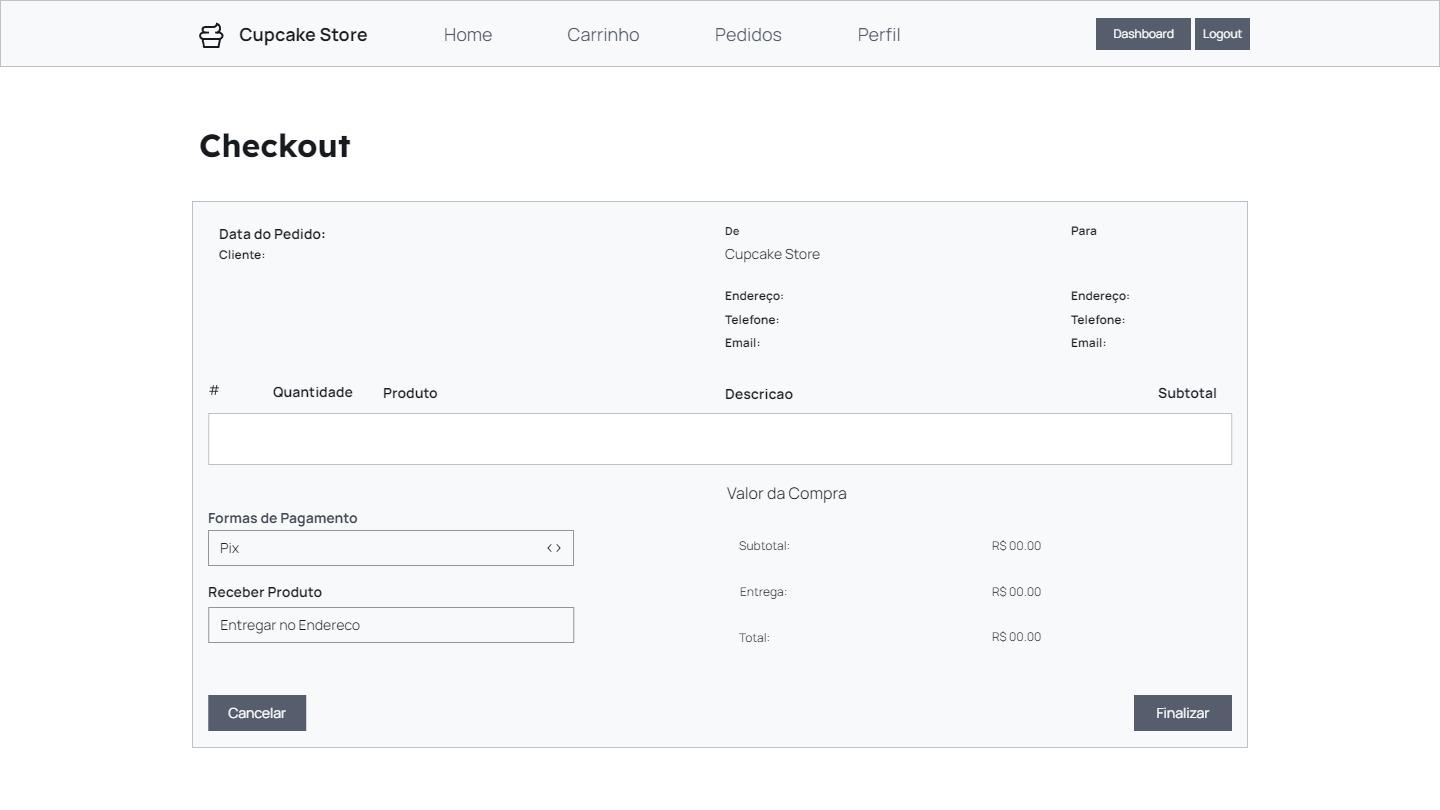 Cupcake Store Home Carrinho Pedidos Perfil Dashboard Logout
Checkout
Data do Pedido:
Cliente:
De
Cupcake Store
Endereço:
Telefone:
Email:
Para
Endereço:
Telefone:
Email:
# Quantidade Produto Descricao Subtotal
Formas de Pagamento
Pix
Receber Produto
Entregar no Endereco
Valor da Compra
Subtotal: R$ 00.00
Entrega: R$ 00.00
Total: R$ 00.00
Cancelar Finalizar